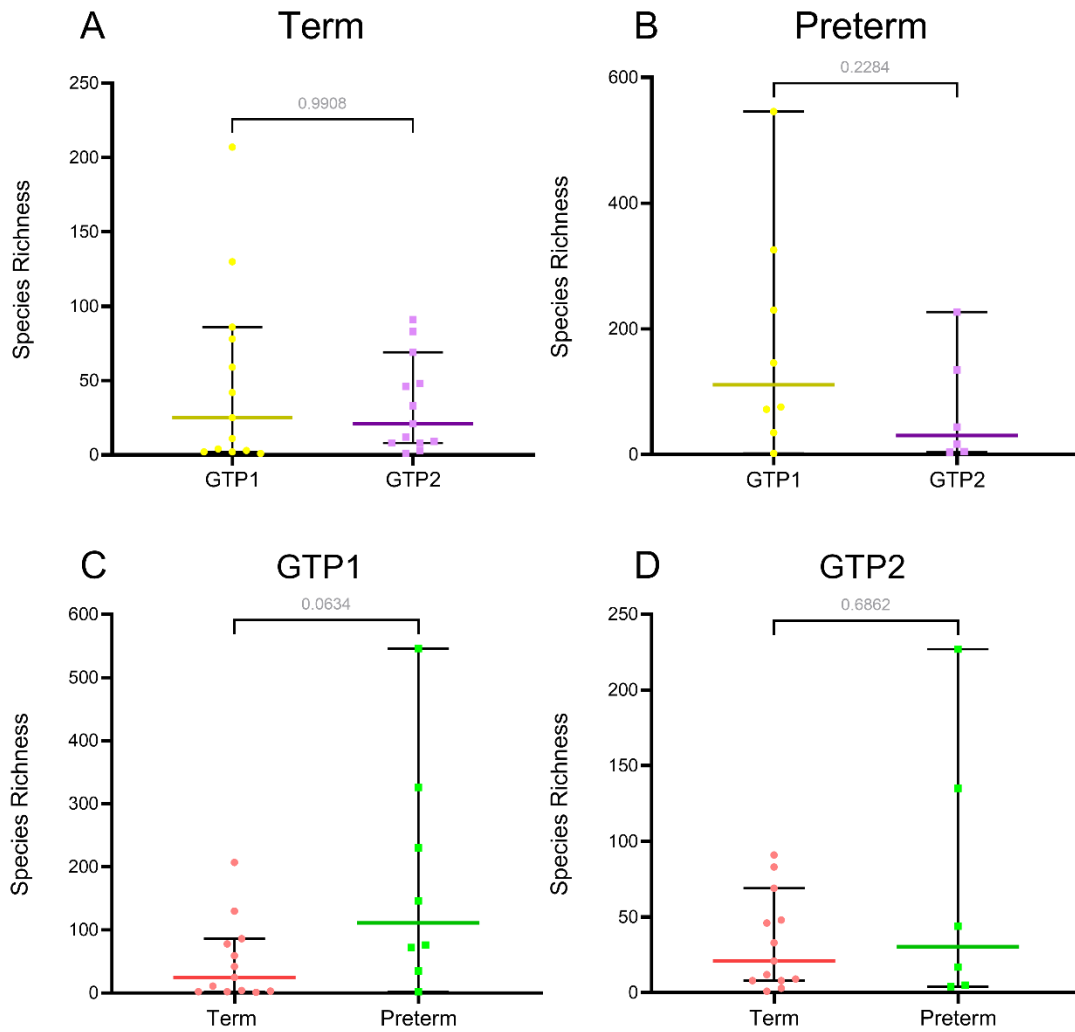 A
Term
0.9908
Species Richness
250
200
150
100
50
0
GTP1
GTP2
B
Preterm
0.2284
Species Richness
600
400
200
0
GTP1
GTP2
C
GTP1
0.0634
Species Richness
600
500
400
300
200
100
0
Term
Preterm
D
GTP2
0.6862
Species Richness
250
200
150
100
50
0
Term
Preterm